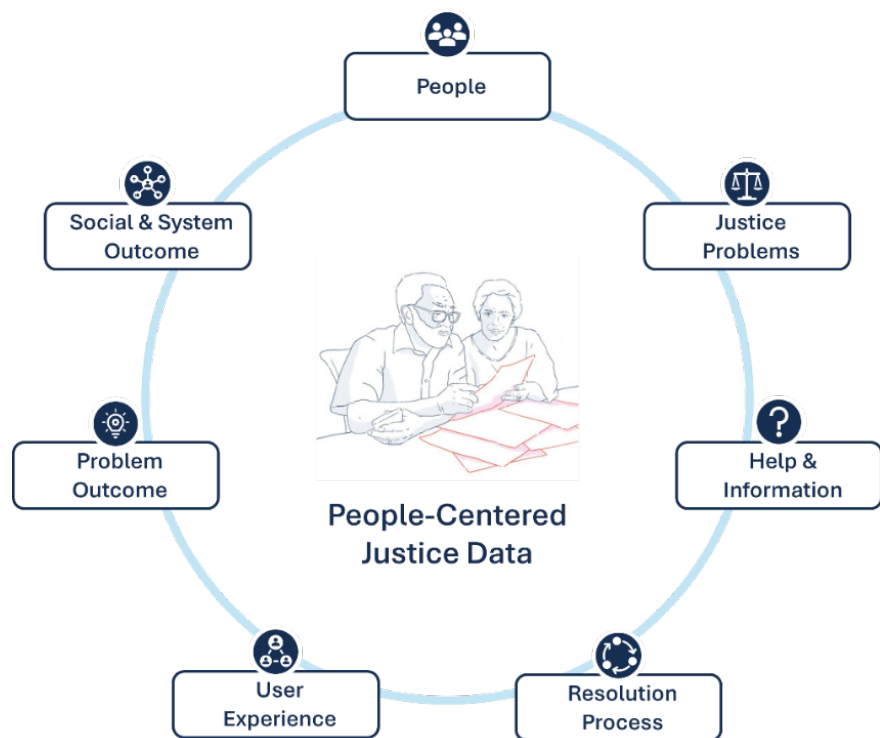 People
Justice
Problems
Help &
Information
Resolution
Process
User
Experience
Problem
Outcome
Social & System
Outcome
People-Centered
Justice Data